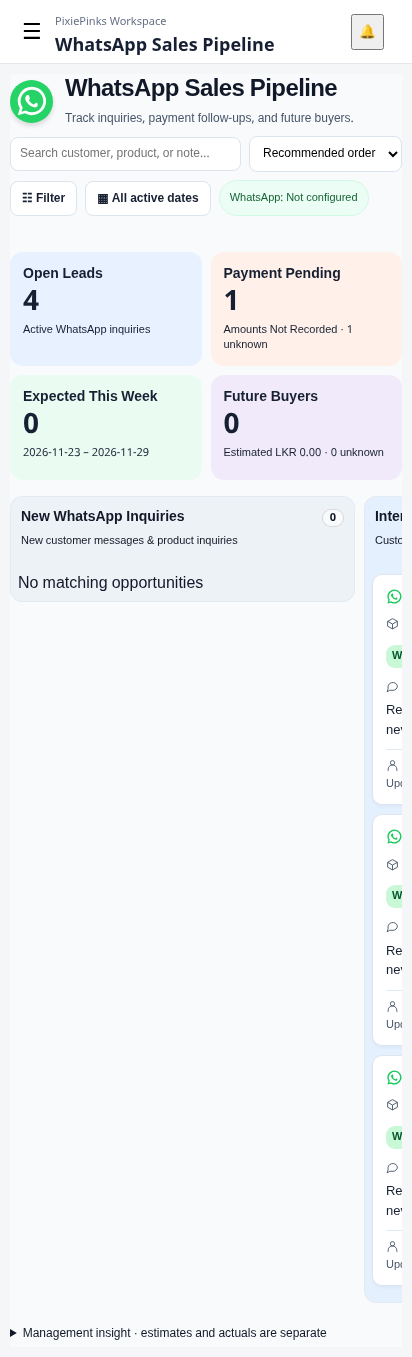 PixiePinks Workspace
WhatsApp Sales Pipeline
WhatsApp Sales Pipeline
Track inquiries, payment follow-ups, and future buyers.
Search customer, product, or note...
Recommended order
Filter
All active dates
WhatsApp: Not configured
Open Leads
4
Active WhatsApp inquiries
Payment Pending
1
Amounts Not Recorded · 1
unknown
Expected This Week
0
2026-11-23 – 2026-11-29
Future Buyers
0
Estimated LKR 0.00 · 0 unknown
New WhatsApp Inquiries
0
New customer messages & product inquiries
No matching opportunities
Management insight · estimates and actuals are separate